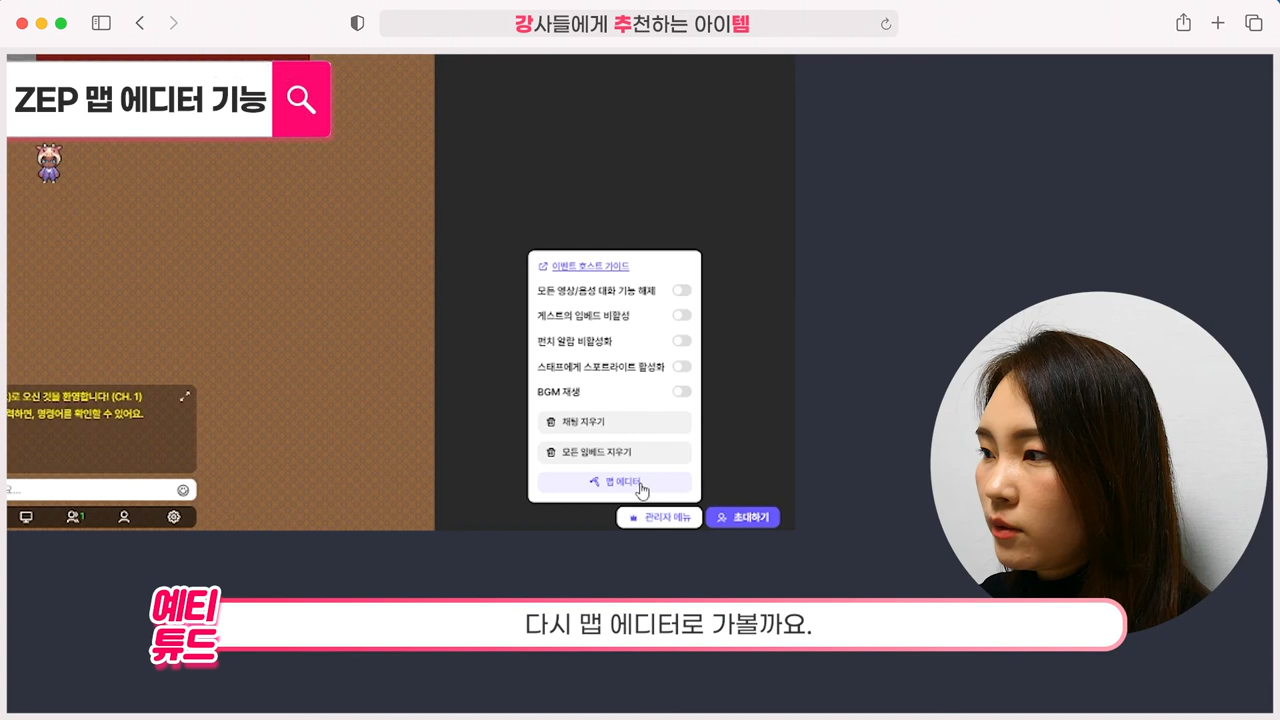 강사들에게 추천하는 아이템
ZEP 맵 에디터 기능
이벤트 호스트 가이드
모든 영상/음성 대화 기능 해제
게스트의 임베드 비활성
펀치 알람 비활성화
스태프에게 스포트라이트 활성화
BGM 재생
채팅 지우기
모든 임베드 지우기
맵 에디터
관리자 메뉴
초대하기
로 오신 것을 환영합니다! (CH. 1)
력하면, 명령어를 확인할 수 있어요.
요...
1
예티
튜드
다시 맵 에디터로 가볼까요.